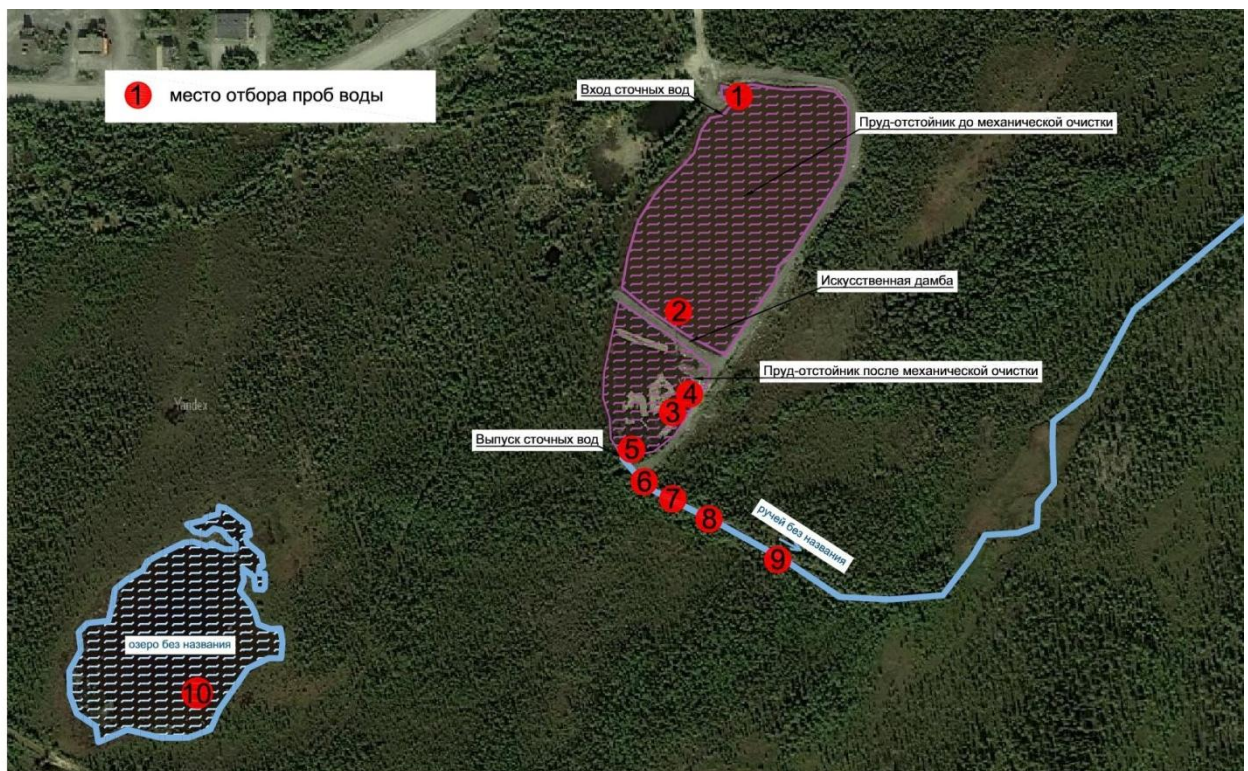 1 место отбора проб воды
Вход сточных вод
1
Пруд-отстойник до механической очистки
Искусственная дамба
2
Пруд-отстойник после механической очистки
4
3
Yandex
Выпуск сточных вод
5
6
7
8
ручей без названия
9
озеро без названия
10